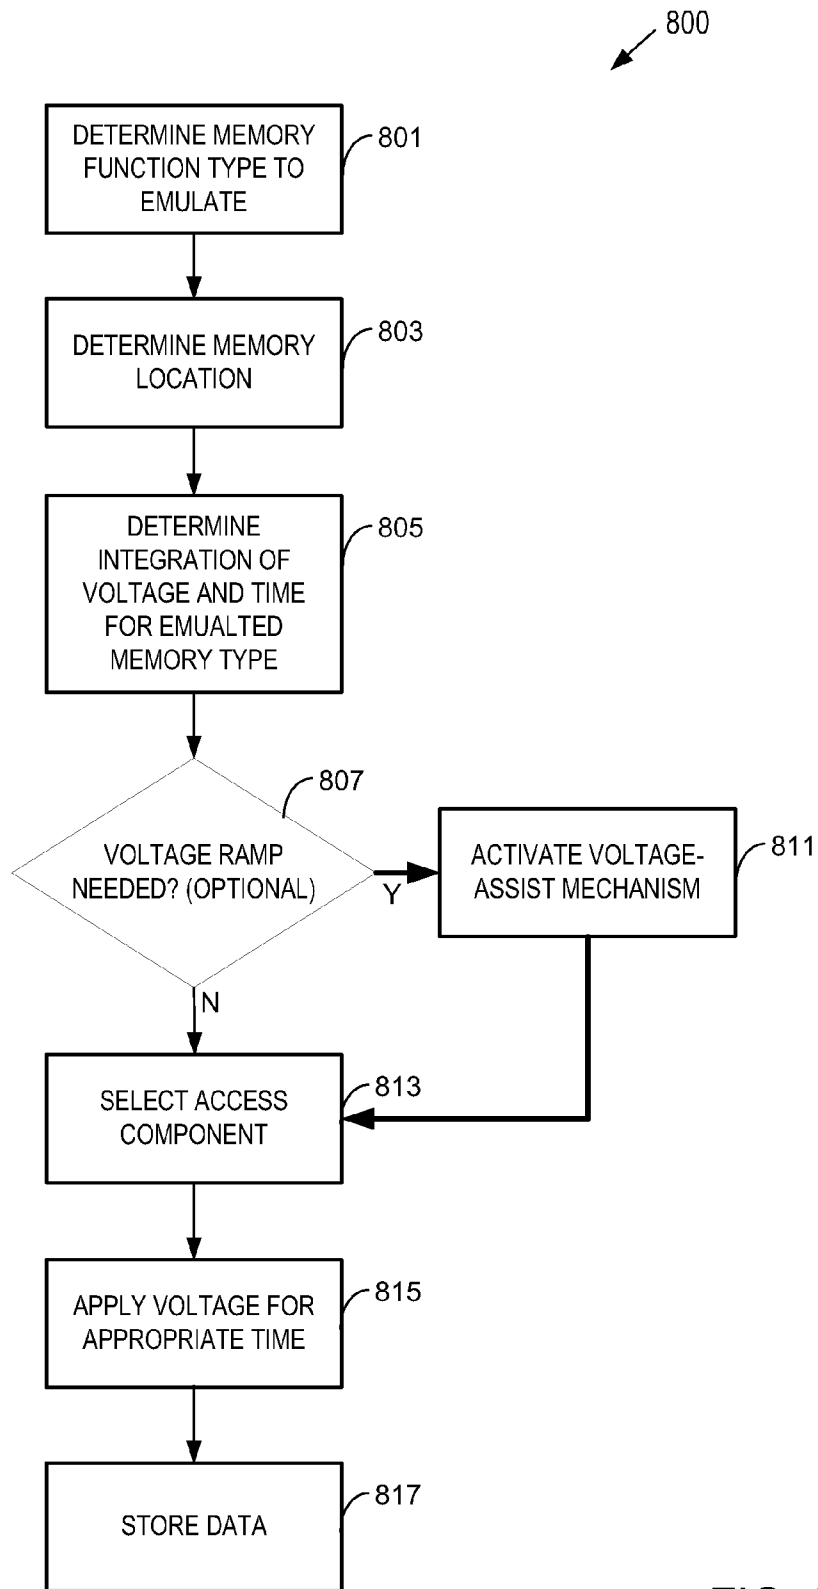 800
DETERMINE MEMORY
FUNCTION TYPE TO
EMULATE
801
DETERMINE MEMORY
LOCATION
803
DETERMINE
INTEGRATION OF
VOLTAGE AND TIME
FOR EMUALTED
MEMORY TYPE
805
VOLTAGE RAMP
NEEDED? (OPTIONAL)
807
Y
ACTIVATE VOLTAGE-
ASSIST MECHANISM
811
N
SELECT ACCESS
COMPONENT
813
APPLY VOLTAGE FOR
APPROPRIATE TIME
815
STORE DATA
817